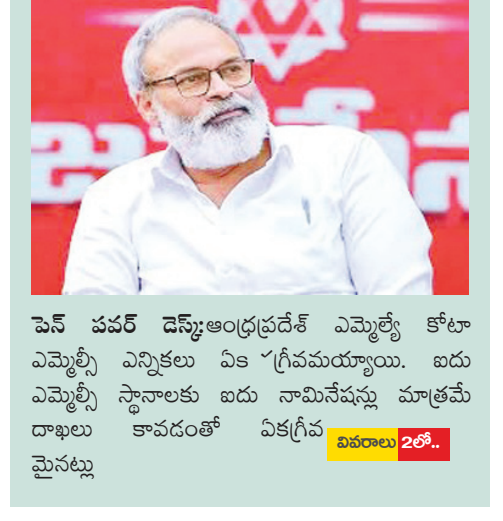 జనసేన
పెన్ పవర్ డెస్క్:ఆంధ్రప్రదేశ్ ఎమ్మెల్యే కోటా
ఎమ్మెల్సీ ఎన్నికలు ఏక గ్రీవమయ్యాయి. ఐదు
ఎమ్మెల్సీ స్థానాలకు ఐదు నామినేషన్లు మాత్రమే
దాఖలు కావడంతో ఏకగ్రీవ
మైనట్లు
వివరాలు 2లో..